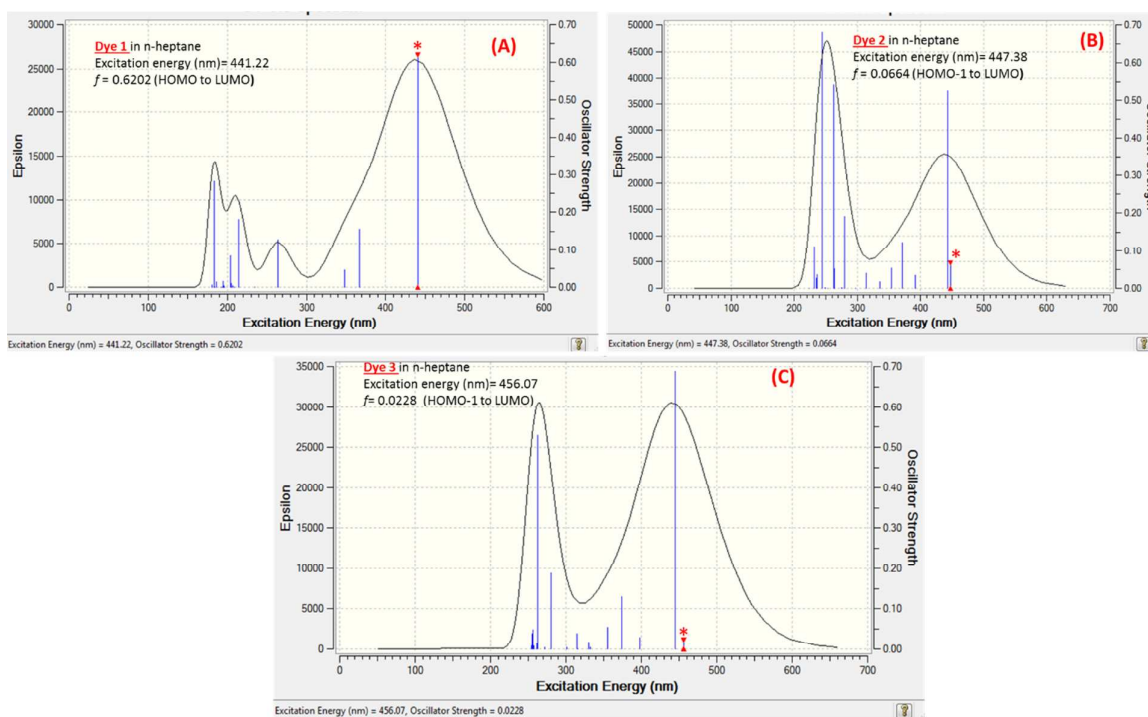 30000
25000
20000
15000
10000
5000
0
Epsilon
Dye 1 in n-heptane
Excitation energy (nm)= 441.22
f = 0.6202 (HOMO to LUMO)
*
(A)
0.70
0.60
0.50
0.40
0.30
0.20
0.10
0.00
Oscillator Strength
0 100 200 300 400 500 600
Excitation Energy (nm)
Excitation Energy (nm) = 441.22, Oscillator Strength = 0.6202
?
50000
45000
40000
35000
30000
25000
20000
15000
10000
5000
0
Epsilon
Dye 2 in n-heptane
Excitation energy (nm)= 447.38
f = 0.0664 (HOMO-1 to LUMO)
*
(B)
0.70
0.60
0.50
0.40
0.30
0.20
0.10
0.00
Oscillator Strength
0 100 200 300 400 500 600 700
Excitation Energy (nm)
Excitation Energy (nm) = 447.38, Oscillator Strength = 0.0664
?
35000
30000
25000
20000
15000
10000
5000
0
Epsilon
Dye 3 in n-heptane
Excitation energy (nm)= 456.07
f= 0.0228 (HOMO-1 to LUMO)
*
(C)
0.70
0.60
0.50
0.40
0.30
0.20
0.10
0.00
Oscillator Strength
0 100 200 300 400 500 600 700
Excitation Energy (nm)
Excitation Energy (nm) = 456.07, Oscillator Strength = 0.0228
?